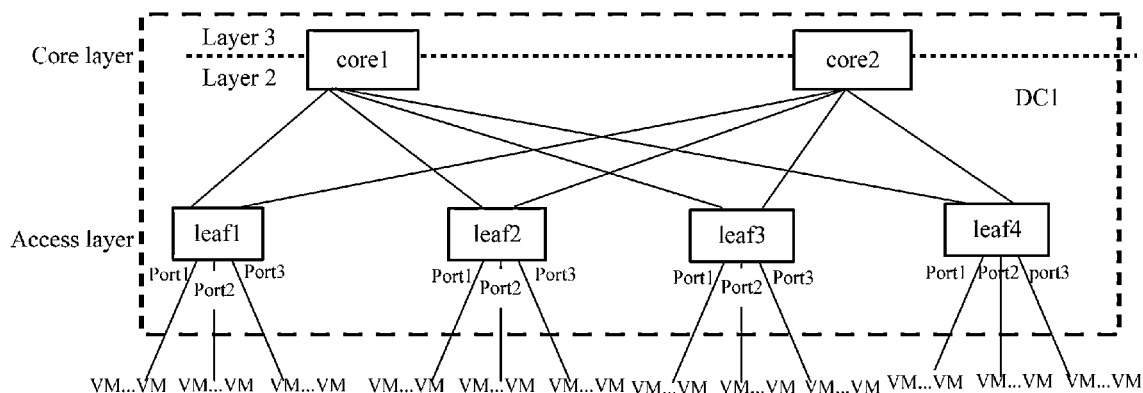 Layer 3
Core layer
core1
core2
Layer 2
DC1
Access layer
leaf1
leaf2
leaf3
leaf4
Port1 Port3 Port1 Port3 Port1 Port3 Port1 Port2 port3
Port2 Port2 Port2
VM...VM VM...VM VM...VM VM...VM VM...VM VM...VM VM...VM VM...VM VM...VM VM...VM VM...VM VM...VM